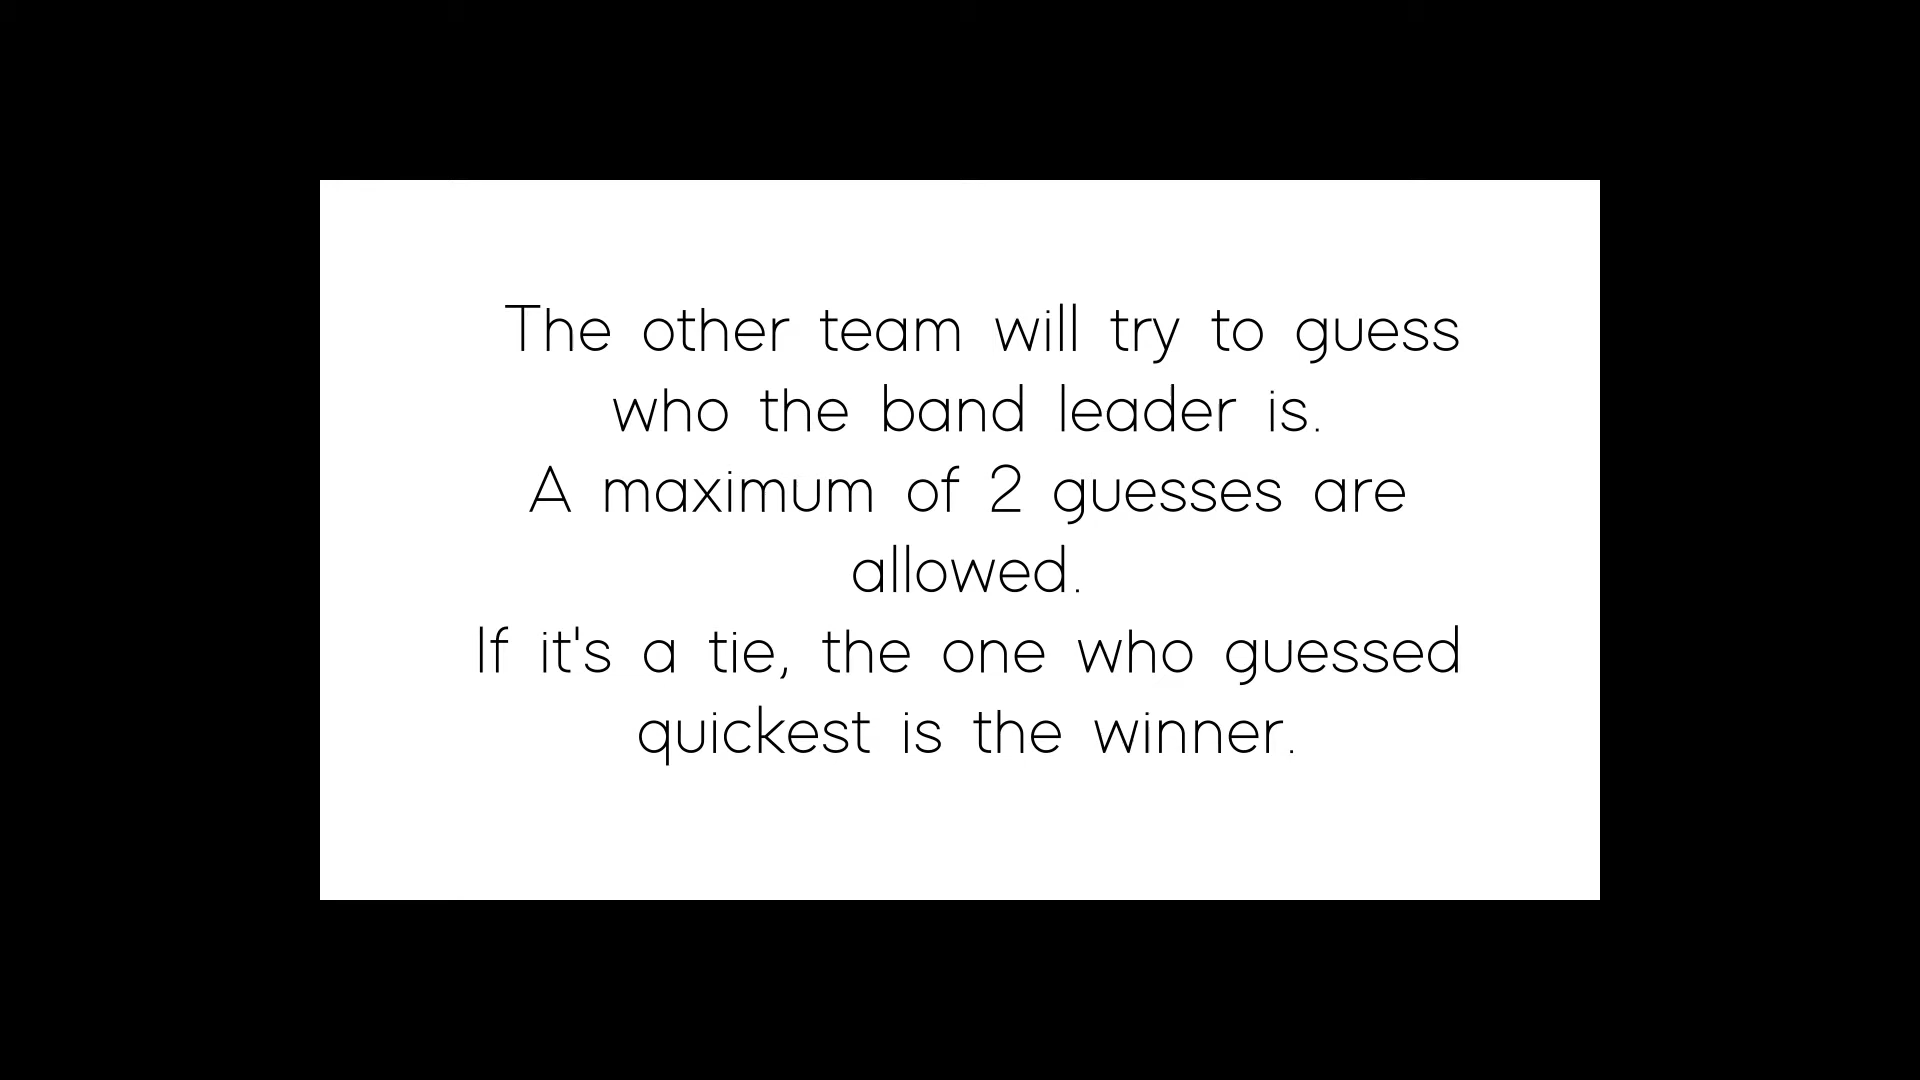 The other team will try to guess
who the band leader is.
A maximum of 2 guesses are
allowed.
If it's a tie, the one who guessed
quickest is the winner.